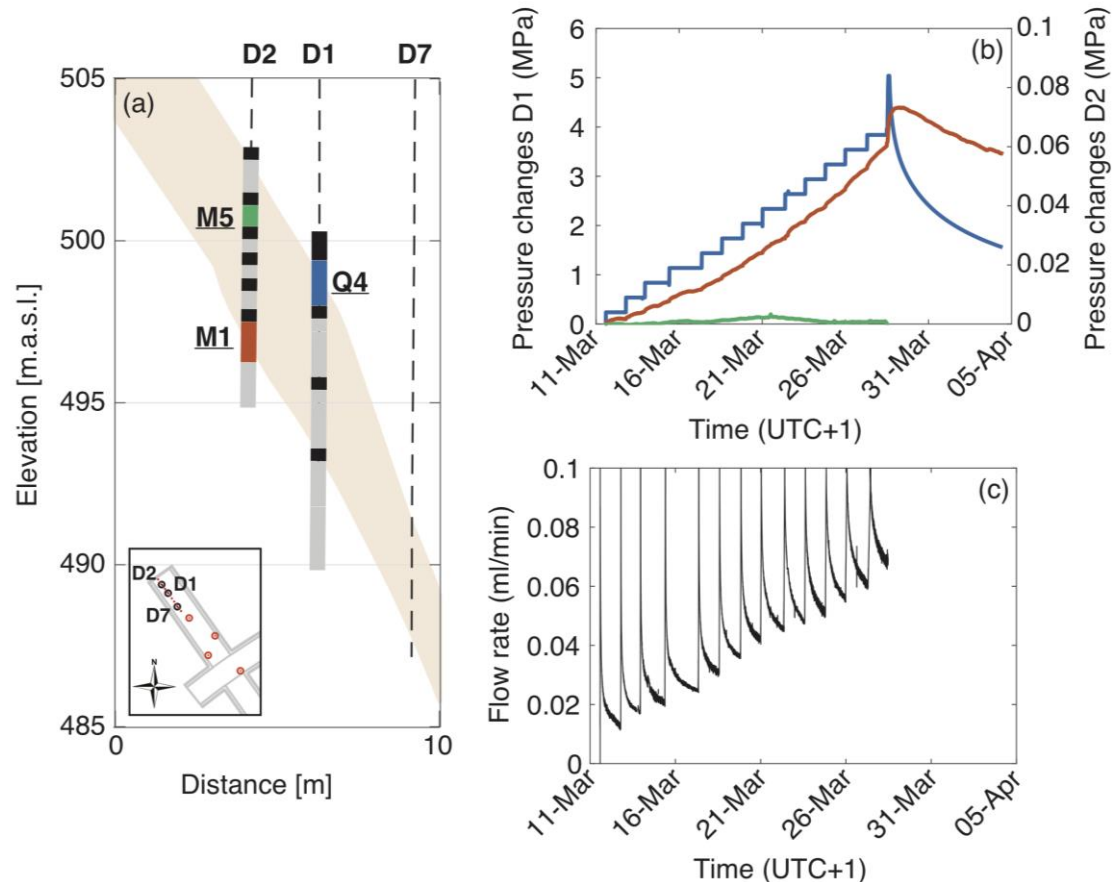 D2 D1 D7
505
(a)
M5
500
Q4
M1
495
490
485
Elevation [m.a.s.l.]
0 10
Distance [m]
D2
D1
D7
N
(b)
Pressure changes D1 (MPa)
6
5
4
3
2
1
0
Pressure changes D2 (MPa)
0.1
0.08
0.06
0.04
0.02
0
11-Mar 16-Mar 21-Mar 26-Mar 31-Mar 05-Apr
Time (UTC+1)
(c)
Flow rate (ml/min)
0.1
0.08
0.06
0.04
0.02
0
11-Mar 16-Mar 21-Mar 26-Mar 31-Mar 05-Apr
Time (UTC+1)